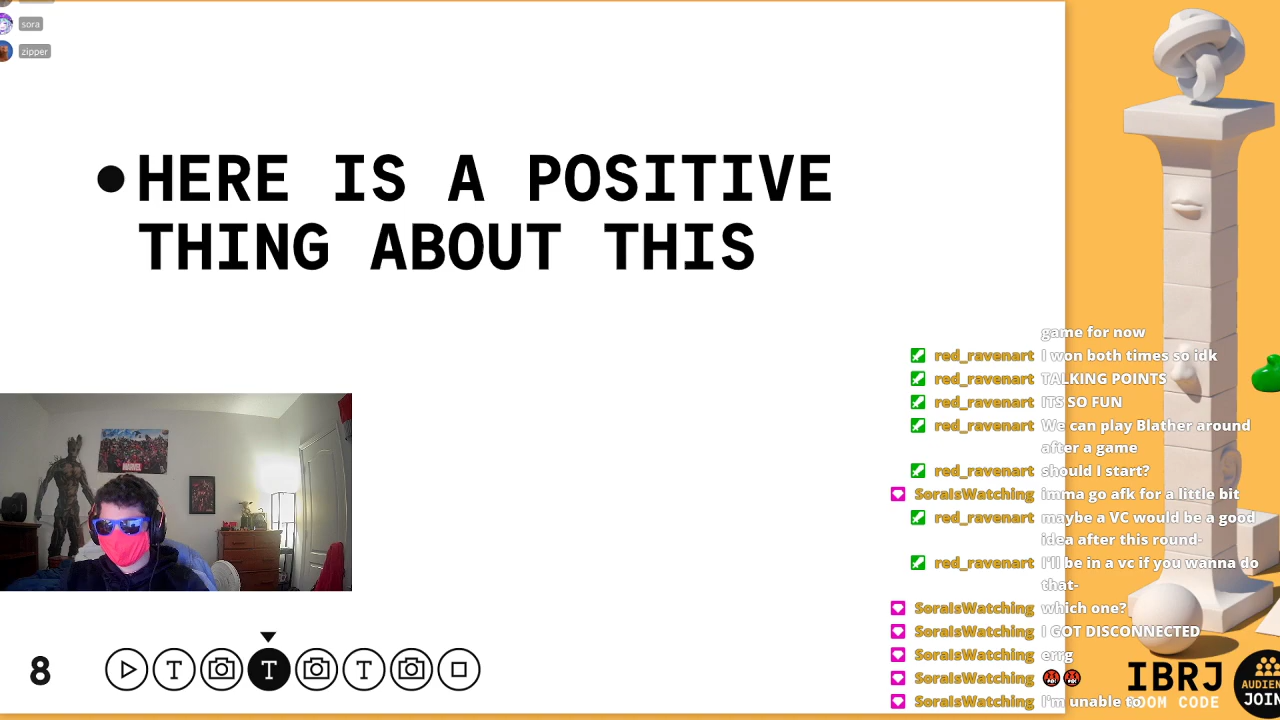 sora
zipper
HERE IS A POSITIVE
THING ABOUT THIS
game for now
red_ravenart I won both times so idk
red_ravenart TALKING POINTS
red_ravenart ITS SO FUN
red_ravenart We can play Blather around
after a game
red_ravenart should I start?
SoraIsWatching imma go afk for a little bit
red_ravenart maybe a VC would be a good
idea after this round-
red_ravenart I'll be in a vc if you wanna do
that-
SoraIsWatching which one?
SoraIsWatching I GOT DISCONNECTED
SoraIsWatching errg
SoraIsWatching
SoraIsWatching I'm unable to
MARVEL
8
T
T
T
IBRJ
ROOM CODE
AUDIEN
JOIN